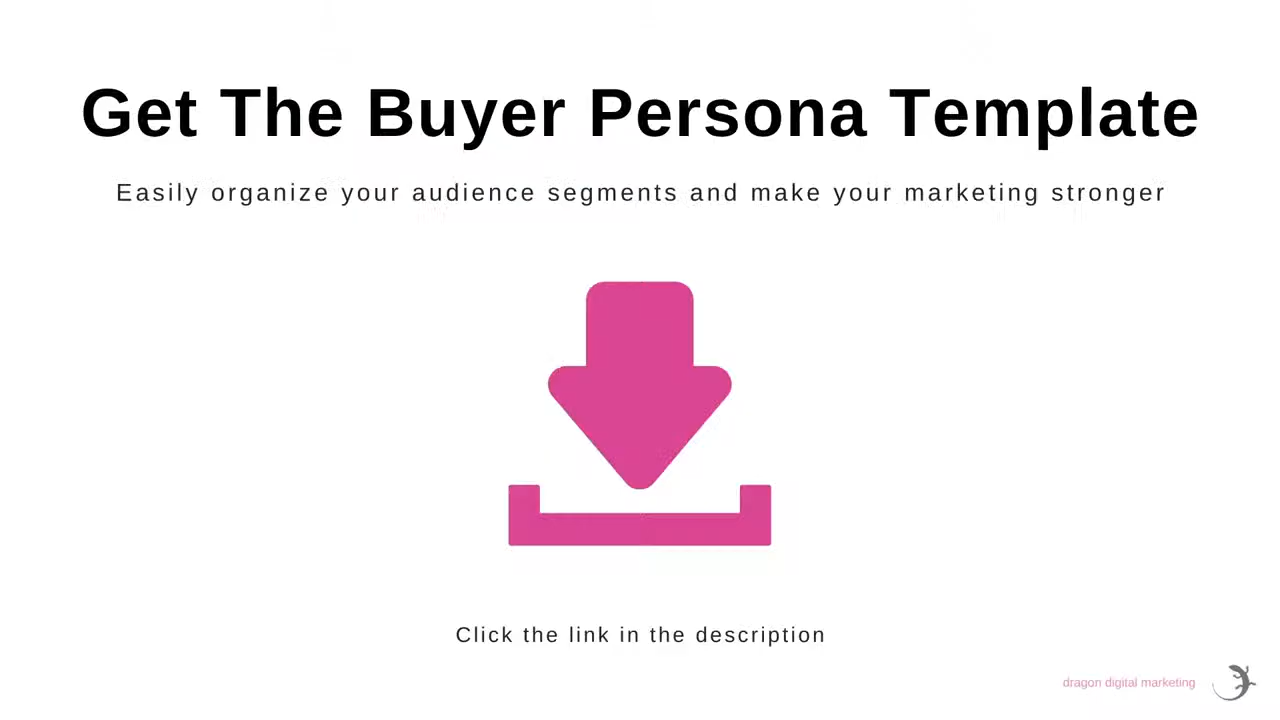 Get The Buyer Persona Template
Easily organize your audience segments and make your marketing stronger
Click the link in the description
dragon digital marketing